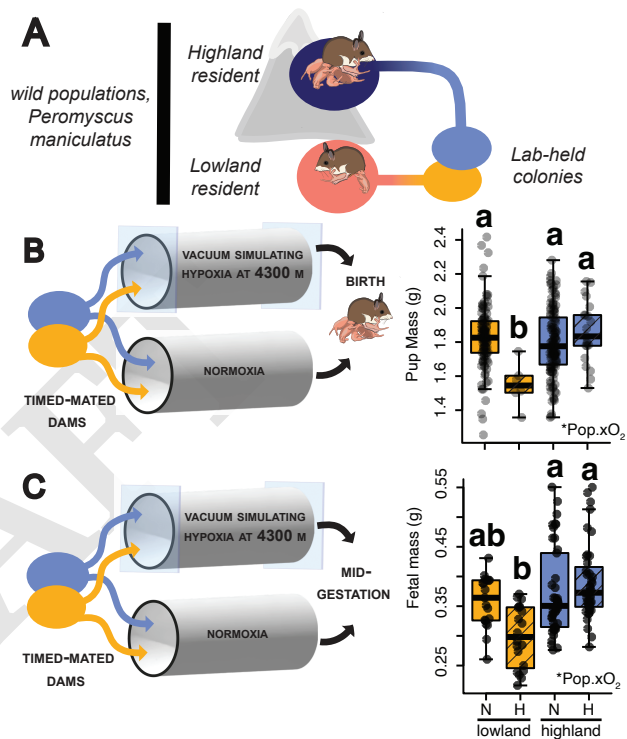 A
wild populations,
Peromyscus
maniculatus
Highland
resident
Lowland
resident
Lab-held
colonies
B
VACUUM SIMULATING
HYPOXIA AT 4300 M
NORMOXIA
TIMED-MATED
DAMS
BIRTH
Pup Mass (g)
2.4
2.2
2.0
1.8
1.6
1.4
a
b
a
a
*Pop.xO₂
C
VACUUM SIMULATING
HYPOXIA AT 4300 M
NORMOXIA
TIMED-MATED
DAMS
MID-
GESTATION
Fetal mass (g)
0.55
0.45
0.35
0.25
ab
b
a
a
*Pop.xO₂
N H N H
lowland highland